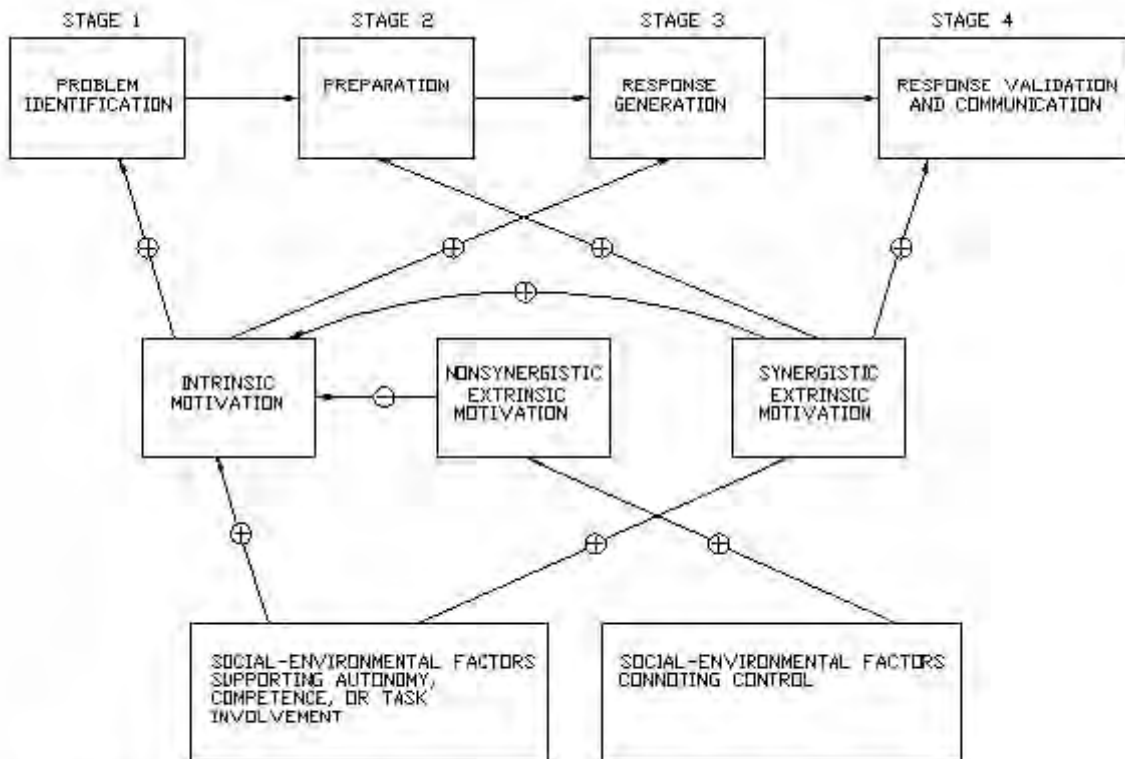 STAGE 1
STAGE 2
STAGE 3
STAGE 4
PROBLEM
IDENTIFICATION
PREPARATION
RESPONSE
GENERATION
RESPONSE VALIDATION
AND COMMUNICATION
INTRINSIC
MOTIVATION
NONSYNERGISTIC
EXTRINSIC
MOTIVATION
SYNERGISTIC
EXTRINSIC
MOTIVATION
SOCIAL-ENVIRONMENTAL FACTORS
SUPPORTING AUTONOMY,
COMPETENCE, OR TASK
INVOLVEMENT
SOCIAL-ENVIRONMENTAL FACTORS
CONNOTING CONTROL